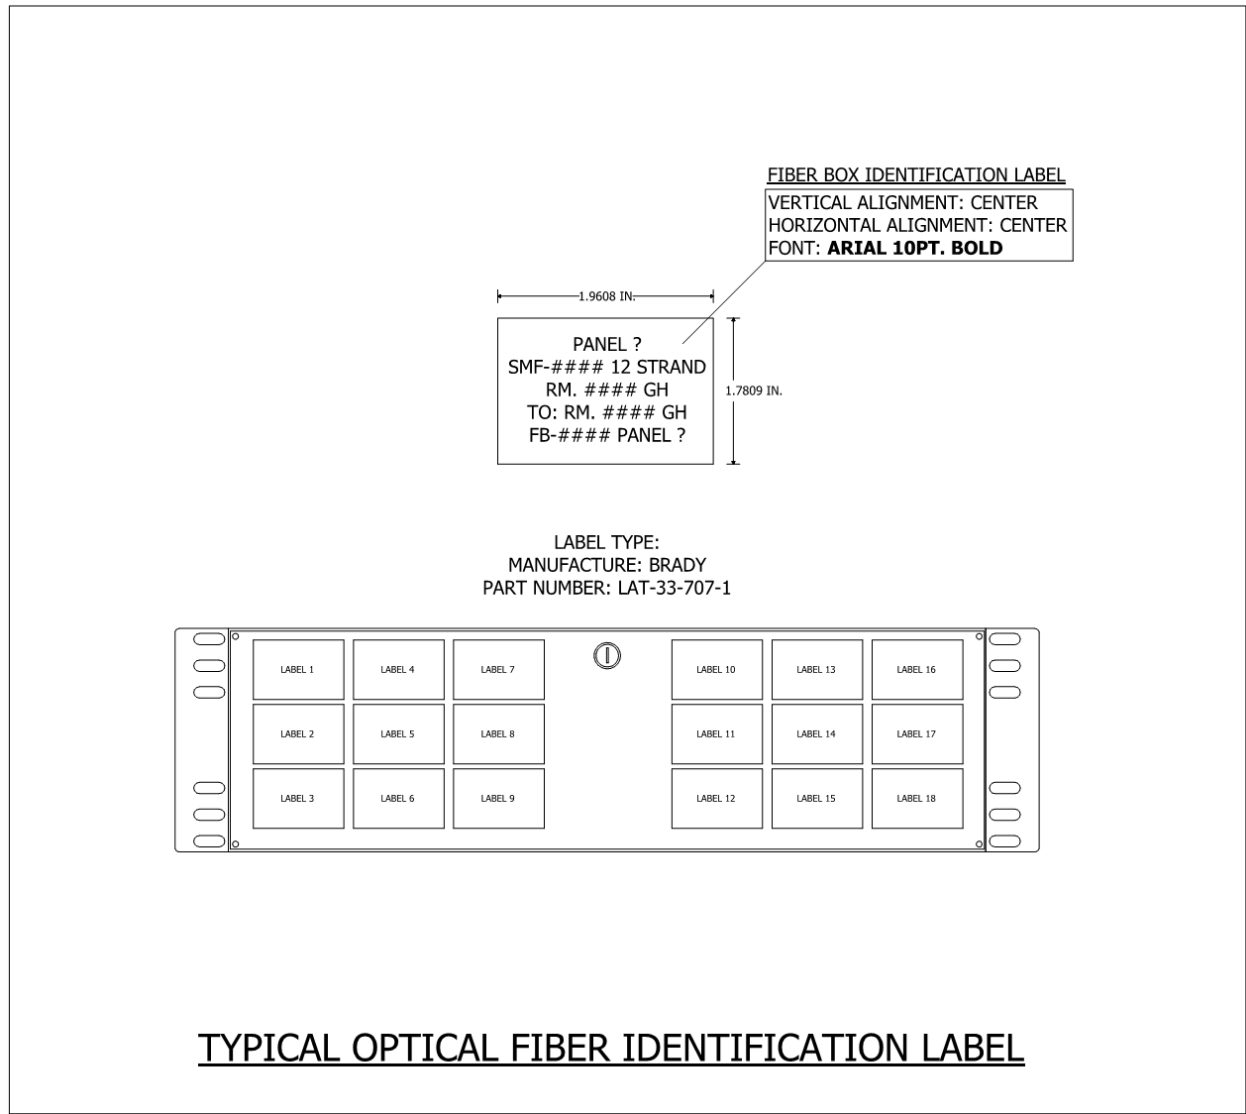 FIBER BOX IDENTIFICATION LABEL
VERTICAL ALIGNMENT: CENTER
HORIZONTAL ALIGNMENT: CENTER
FONT: ARIAL 10PT. BOLD
1.9608 IN.
PANEL ?
SMF-#### 12 STRAND
RM. #### GH
TO: RM. #### GH
FB-#### PANEL ?
1.7809 IN.
LABEL TYPE:
MANUFACTURE: BRADY
PART NUMBER: LAT-33-707-1
LABEL 1 LABEL 4 LABEL 7 LABEL 10 LABEL 13 LABEL 16
LABEL 2 LABEL 5 LABEL 8 LABEL 11 LABEL 14 LABEL 17
LABEL 3 LABEL 6 LABEL 9 LABEL 12 LABEL 15 LABEL 18
TYPICAL OPTICAL FIBER IDENTIFICATION LABEL